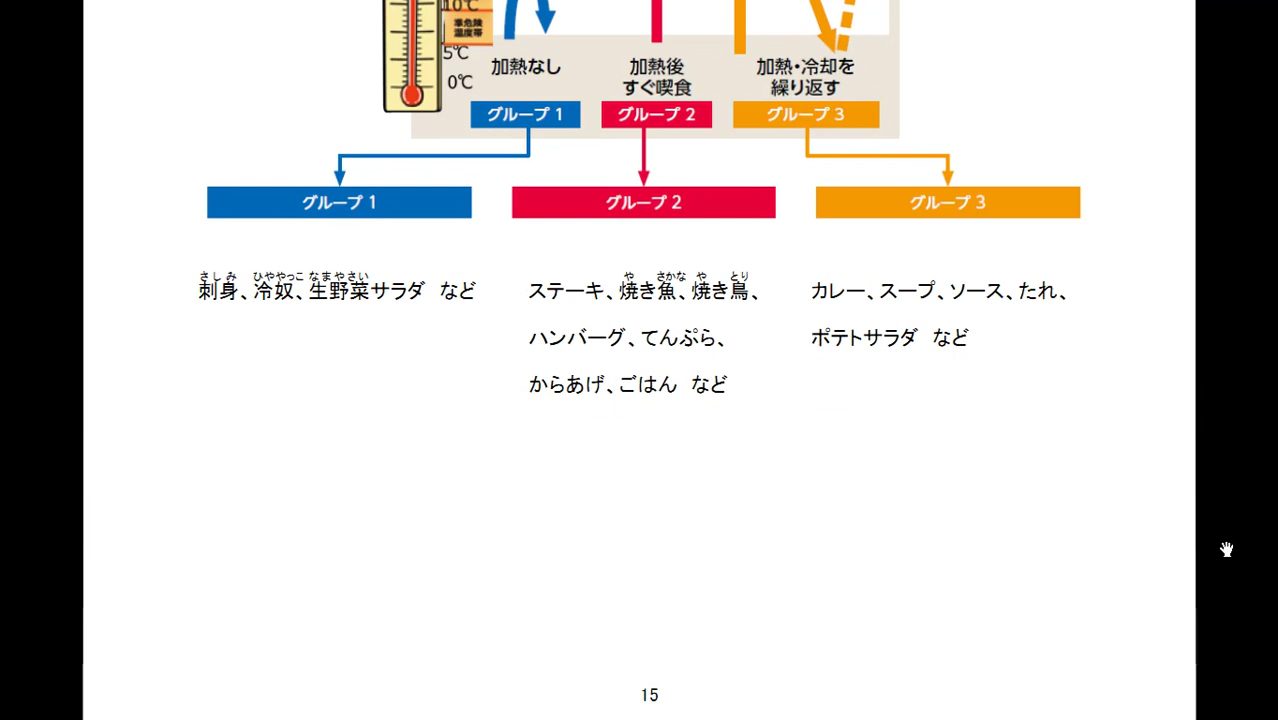 10℃
準危険
温度帯
5℃
0℃
加熱なし
加熱後
すぐ喫食
加熱・冷却を
繰り返す
グループ 1
グループ 2
グループ 3
グループ 1
グループ 2
グループ 3
さしみ ひややっこ なまやさい
刺身、冷奴、生野菜サラダ など
や さかな や とり
ステーキ、焼き魚、焼き鳥、
ハンバーグ、てんぷら、
からあげ、ごはん など
カレー、スープ、ソース、たれ、
ポテトサラダ など
15